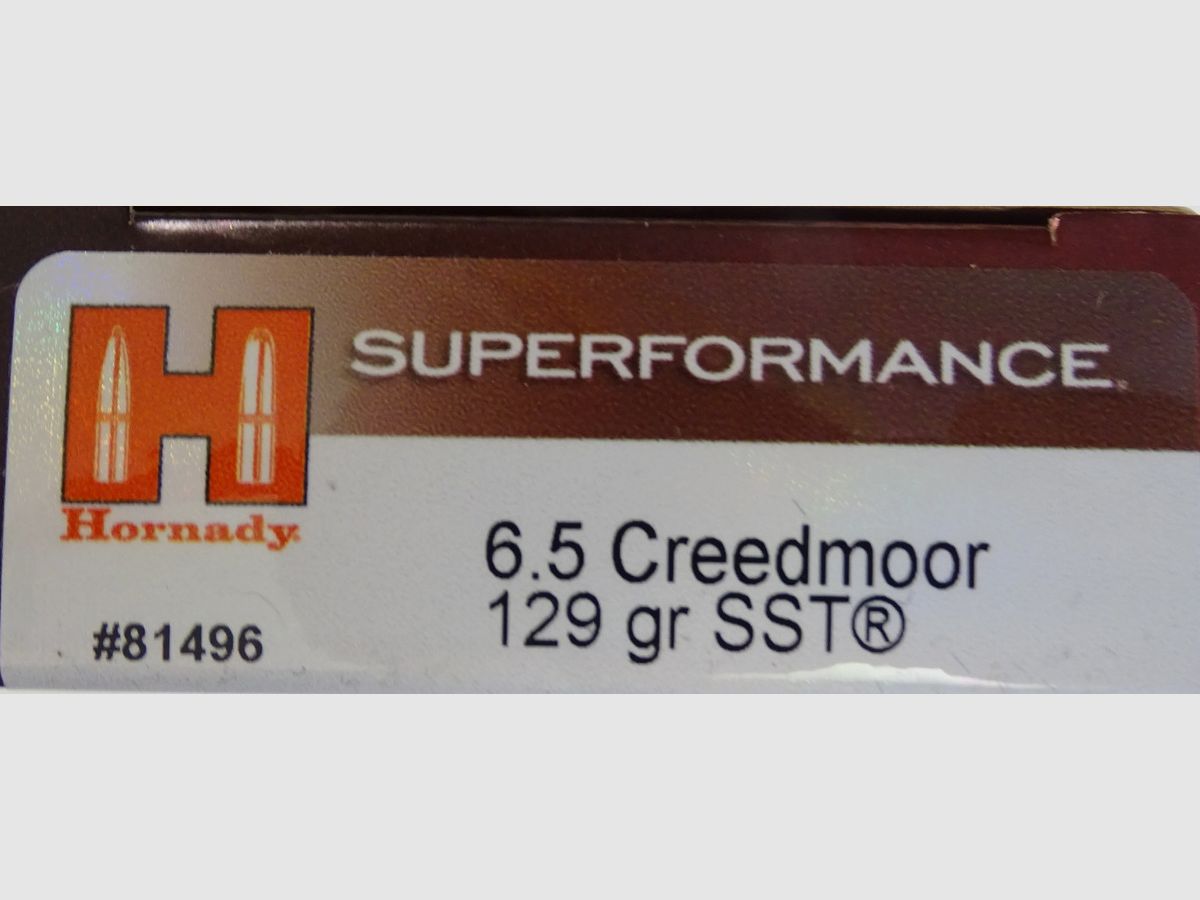 SUPERFORMANCE
Hornady
6.5 Creedmoor
129 gr SST®
#81496